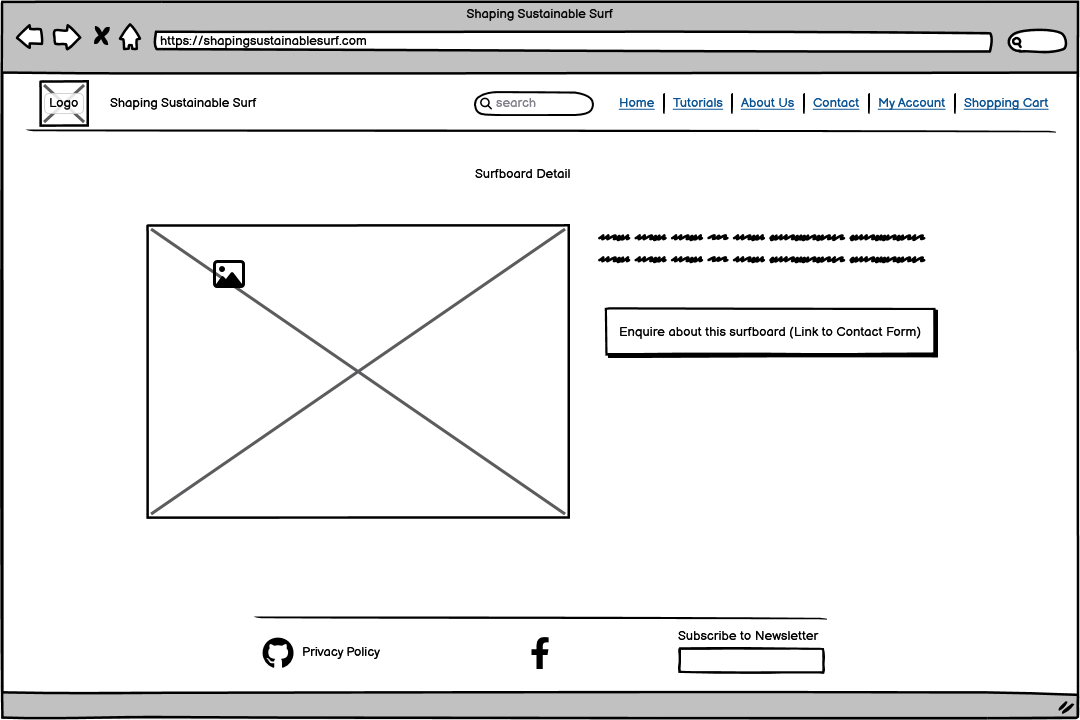 Shaping Sustainable Surf
https://shapingsustainablesurf.com
Logo
Shaping Sustainable Surf
search
Home
Tutorials
About Us
Contact
My Account
Shopping Cart
Surfboard Detail
Enquire about this surfboard (Link to Contact Form)
Privacy Policy
Subscribe to Newsletter